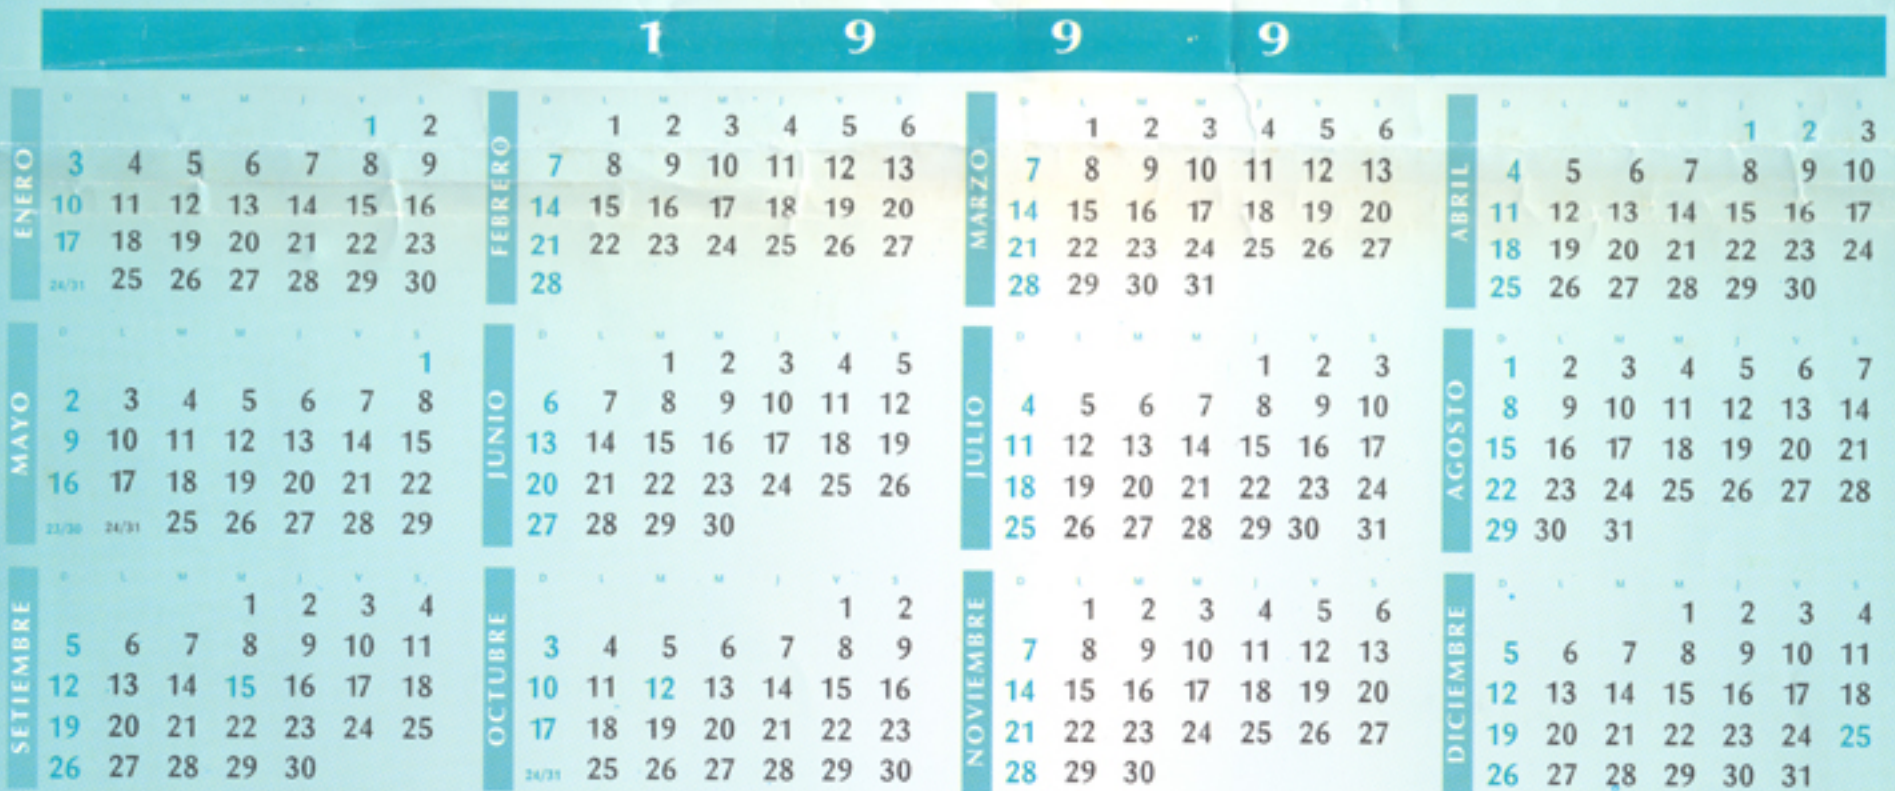 1 9 9 9
ENERO
D L M M J V S
1 2
3 4 5 6 7 8 9
10 11 12 13 14 15 16
17 18 19 20 21 22 23
24/31 25 26 27 28 29 30
FEBRERO
D L M M J V S
1 2 3 4 5 6
7 8 9 10 11 12 13
14 15 16 17 18 19 20
21 22 23 24 25 26 27
28
MARZO
D L M M J V S
1 2 3 4 5 6
7 8 9 10 11 12 13
14 15 16 17 18 19 20
21 22 23 24 25 26 27
28 29 30 31
ABRIL
D L M M J V S
1 2 3
4 5 6 7 8 9 10
11 12 13 14 15 16 17
18 19 20 21 22 23 24
25 26 27 28 29 30
MAYO
D L M M J V S
1
2 3 4 5 6 7 8
9 10 11 12 13 14 15
16 17 18 19 20 21 22
23/30 24/31 25 26 27 28 29
JUNIO
D L M M J V S
1 2 3 4 5
6 7 8 9 10 11 12
13 14 15 16 17 18 19
20 21 22 23 24 25 26
27 28 29 30
JULIO
D L M M J V S
1 2 3
4 5 6 7 8 9 10
11 12 13 14 15 16 17
18 19 20 21 22 23 24
25 26 27 28 29 30 31
AGOSTO
D L M M J V S
1 2 3 4 5 6 7
8 9 10 11 12 13 14
15 16 17 18 19 20 21
22 23 24 25 26 27 28
29 30 31
SETIEMBRE
D L M M J V S
1 2 3 4
5 6 7 8 9 10 11
12 13 14 15 16 17 18
19 20 21 22 23 24 25
26 27 28 29 30
OCTUBRE
D L M M J V S
1 2
3 4 5 6 7 8 9
10 11 12 13 14 15 16
17 18 19 20 21 22 23
24/31 25 26 27 28 29 30
NOVIEMBRE
D L M M J V S
1 2 3 4 5 6
7 8 9 10 11 12 13
14 15 16 17 18 19 20
21 22 23 24 25 26 27
28 29 30
DICIEMBRE
D L M M J V S
1 2 3 4
5 6 7 8 9 10 11
12 13 14 15 16 17 18
19 20 21 22 23 24 25
26 27 28 29 30 31